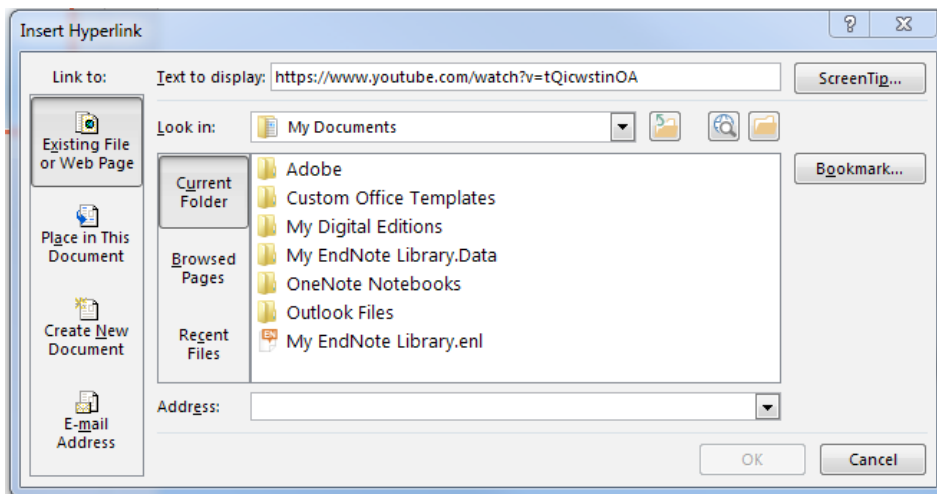 Insert Hyperlink
Link to:
Text to display: https://www.youtube.com/watch?v=tQicwstinOA
ScreenTip...
Existing File
or Web Page
Look in: My Documents
Bookmark...
Current
Folder
Adobe
Custom Office Templates
My Digital Editions
My EndNote Library.Data
OneNote Notebooks
Outlook Files
EN My EndNote Library.enl
Place in This
Document
Browsed
Pages
Create New
Document
Recent
Files
E-mail
Address
Address:
OK
Cancel